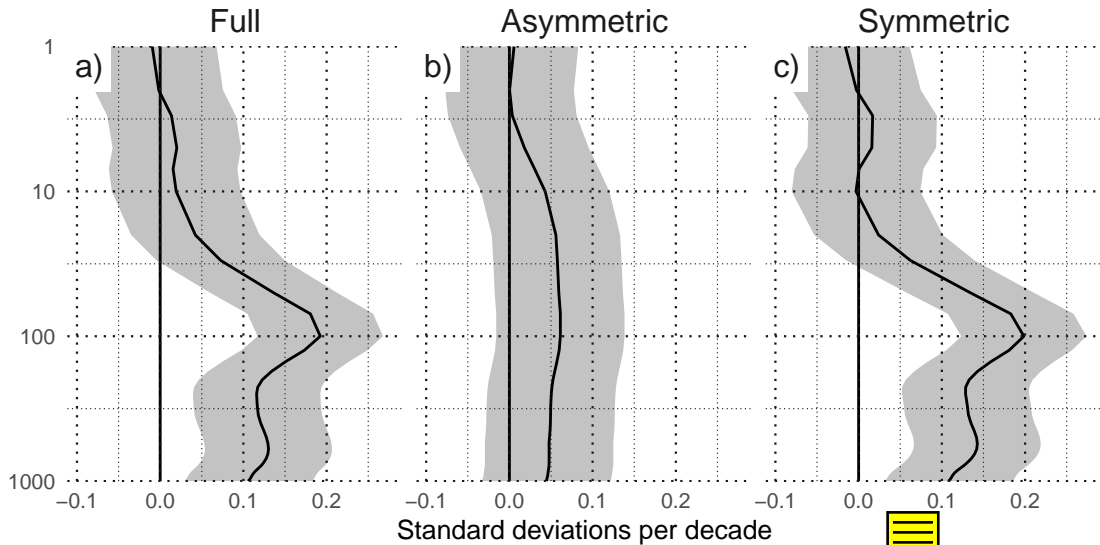 Full Asymmetric Symmetric
1
10
100
1000
a) b) c)
−0.1 0.0 0.1 0.2 −0.1 0.0 0.1 0.2 −0.1 0.0 0.1 0.2
Standard deviations per decade